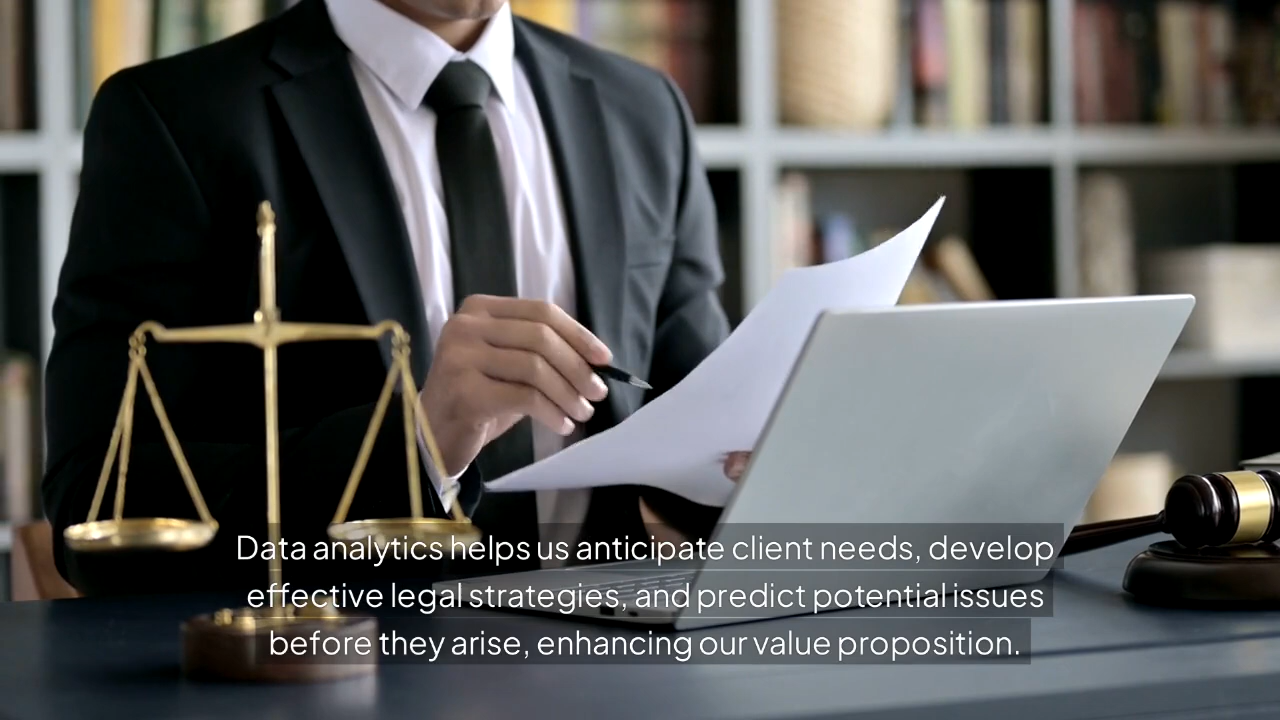 Data analytics helps us anticipate client needs, develop
effective legal strategies, and predict potential issues
before they arise, enhancing our value proposition.